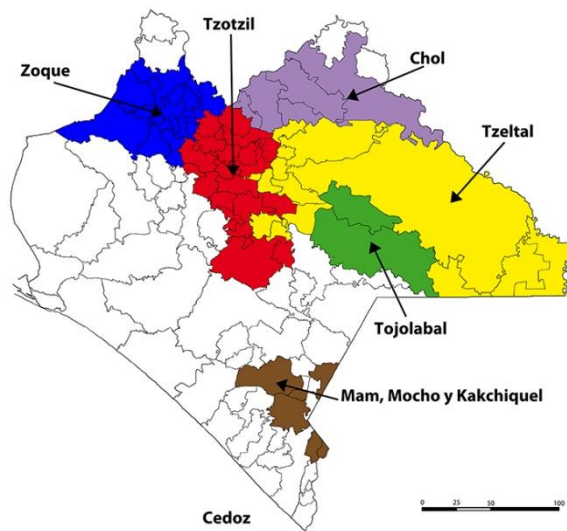 Tzotzil
Zoque
Chol
Tzeltal
Tojolabal
Mam, Mocho y Kakchiquel
Cedoz
0 25 50 100